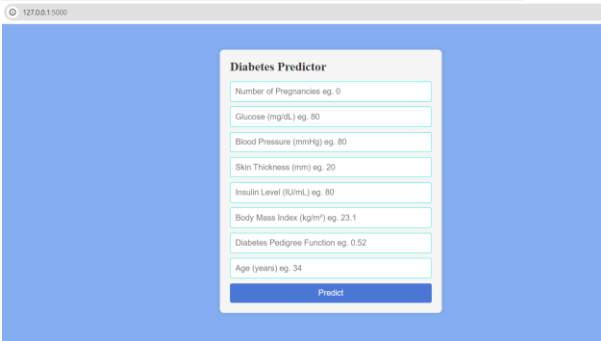 127.0.0.1:5000
Diabetes Predictor
Number of Pregnancies eg. 0
Glucose (mg/dL) eg. 80
Blood Pressure (mmHg) eg. 80
Skin Thickness (mm) eg. 20
Insulin Level (IU/mL) eg. 80
Body Mass Index (kg/m²) eg. 23.1
Diabetes Pedigree Function eg. 0.52
Age (years) eg. 34
Predict